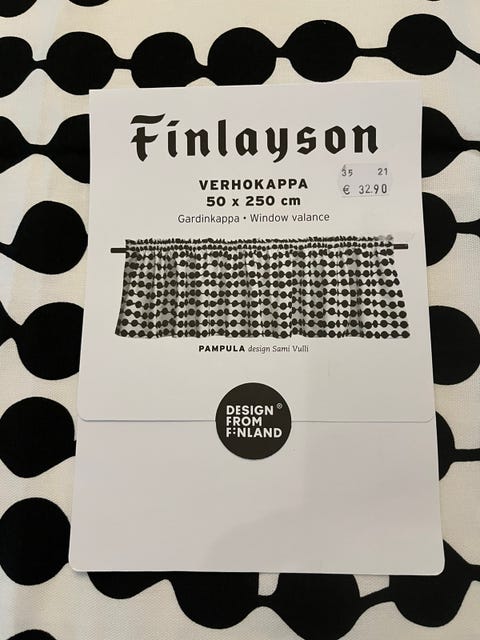 Finlayson
35 21
€ 32.90
VERHOKAPPA
50 x 250 cm
Gardinkappa • Window valance
PAMPULA design Sami Vulli
DESIGN®
FROM
FINLAND